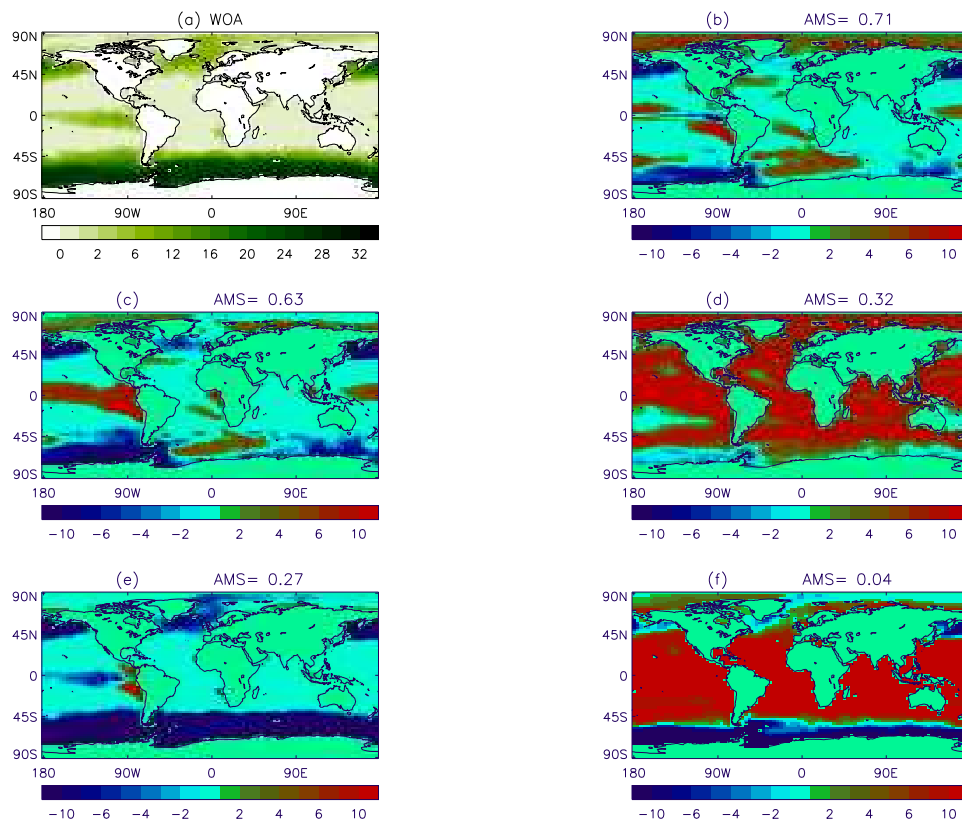 (a) WOA
90N
45N
0
45S
90S
180 90W 0 90E
0 2 6 12 16 20 24 28 32
(b) AMS= 0.71
90N
45N
0
45S
90S
180 90W 0 90E
−10 −6 −4 −2 2 4 6 10
(c) AMS= 0.63
90N
45N
0
45S
90S
180 90W 0 90E
−10 −6 −4 −2 2 4 6 10
(d) AMS= 0.32
90N
45N
0
45S
90S
180 90W 0 90E
−10 −6 −4 −2 2 4 6 10
(e) AMS= 0.27
90N
45N
0
45S
90S
180 90W 0 90E
−10 −6 −4 −2 2 4 6 10
(f) AMS= 0.04
90N
45N
0
45S
90S
180 90W 0 90E
−10 −6 −4 −2 2 4 6 10